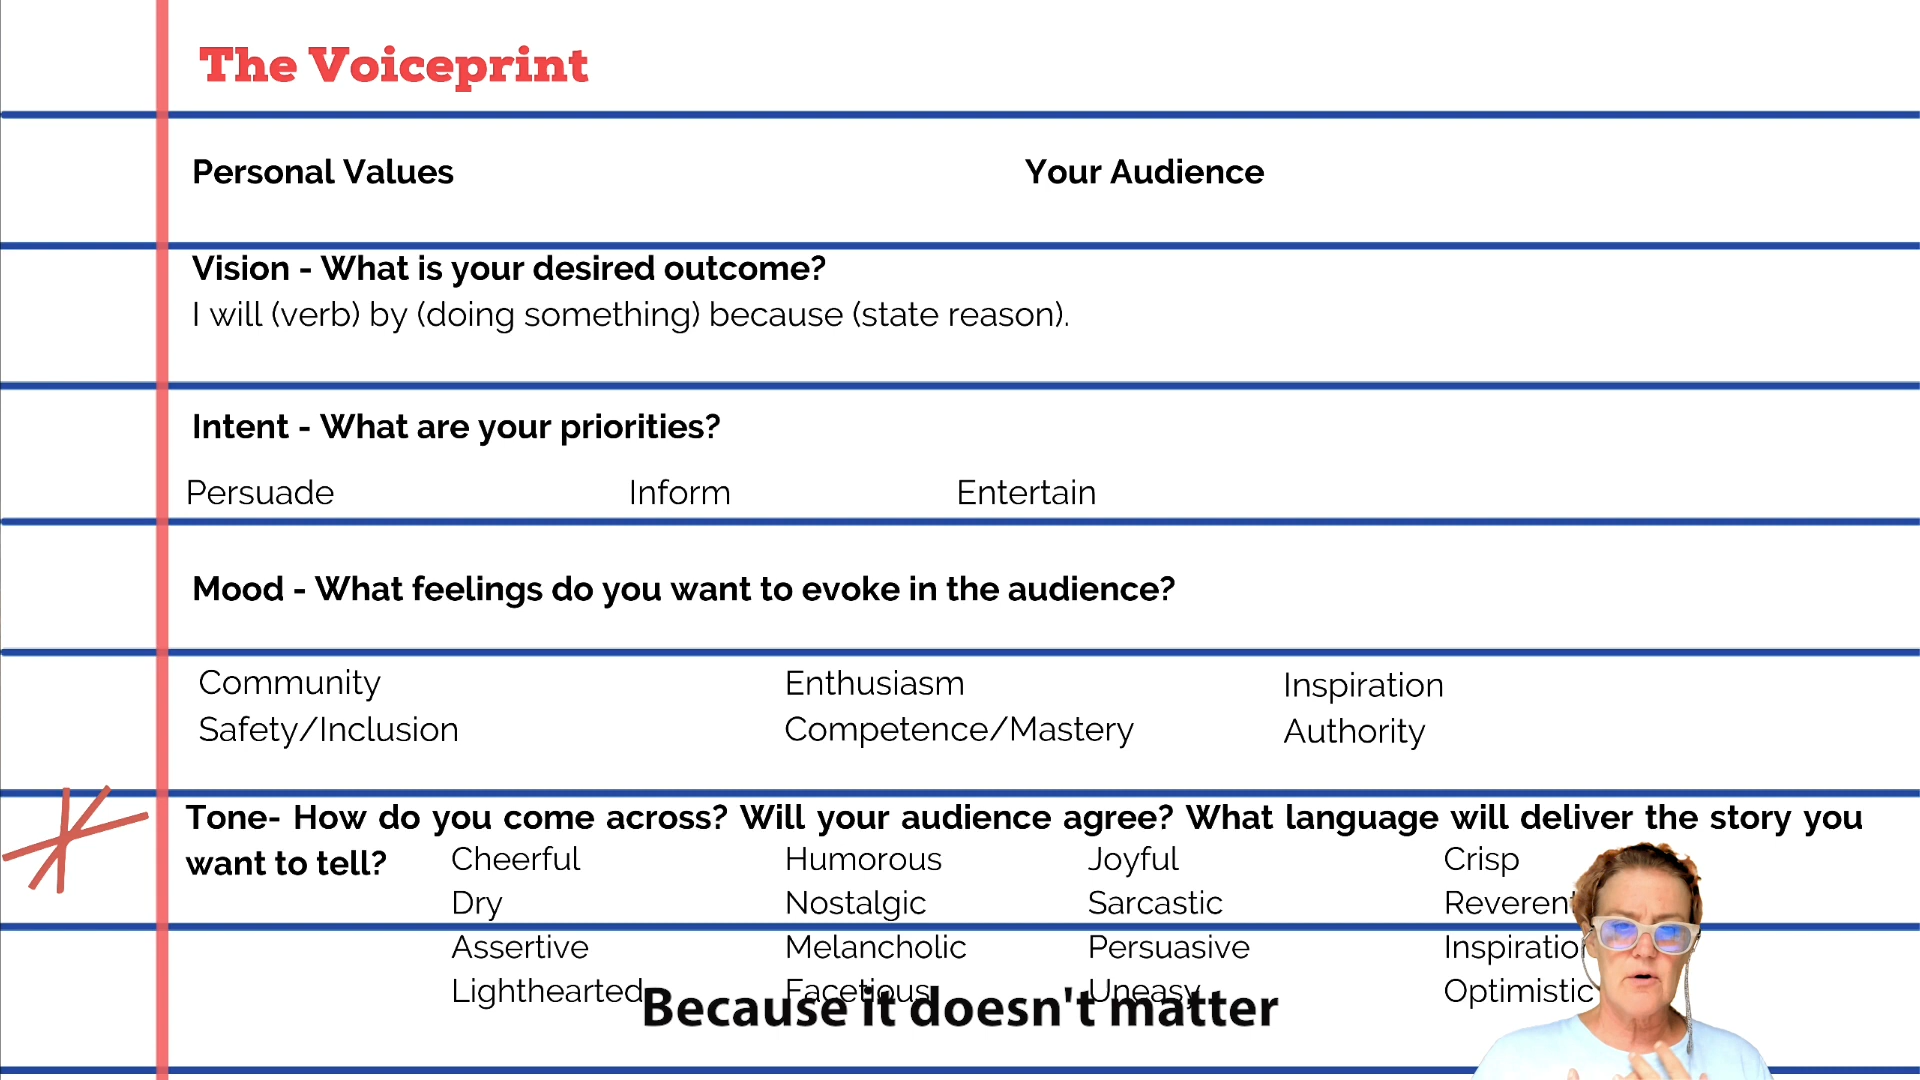 The Voiceprint
Personal Values Your Audience
Vision - What is your desired outcome?
I will (verb) by (doing something) because (state reason).
Intent - What are your priorities?
Persuade Inform Entertain
Mood - What feelings do you want to evoke in the audience?
Community Enthusiasm Inspiration
Safety/Inclusion Competence/Mastery Authority
Tone- How do you come across? Will your audience agree? What language will deliver the story you
want to tell? Cheerful Humorous Joyful Crisp
Dry Nostalgic Sarcastic Reverent
Assertive Melancholic Persuasive
Lighthearted Facetious Uneasy Optimistic
Because it doesn't matter